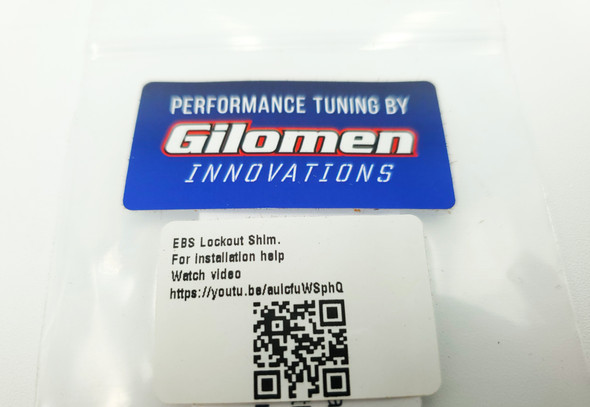 PERFORMANCE TUNING BY
Gilomen
INNOVATIONS
EBS Lockout Shim.
For installation help
Watch video
https://youtu.be/aulcfuWSphQ